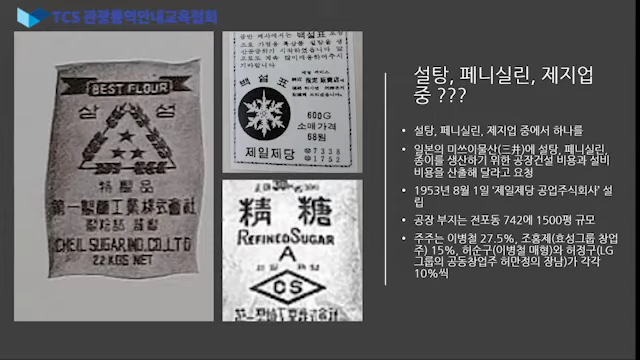 TCS 관광통역안내교육협회
BEST FLOUR
삼 성
特製品
第一製糖工業株式会社
CHEIL SUGAR.IND.CO.,LTD
22 KGS NET
백설표
600G
소매가격
68원
제일제당
7338
1752
精糖
REFINED SUGAR
A
CS
설탕, 페니실린, 제지업
중 ???
• 설탕, 페니실린, 제지업 중에서 하나를
• 일본의 미쓰이물산(三井)에 설탕, 페니실린,
종이를 생산하기 위한 공장건설 비용과 설비
비용을 산출해 달라고 요청
• 1953년 8월 1일 '제일제당 공업주식회사' 설
립
• 공장 부지는 전포동 742에 1500평 규모
• 주주는 이병철 27.5%, 조홍제(효성그룹 창업
주) 15%, 허순구(이병철 매형)와 허정구(LG
그룹의 공동창업주 허만정의 장남)가 각각
10%씩